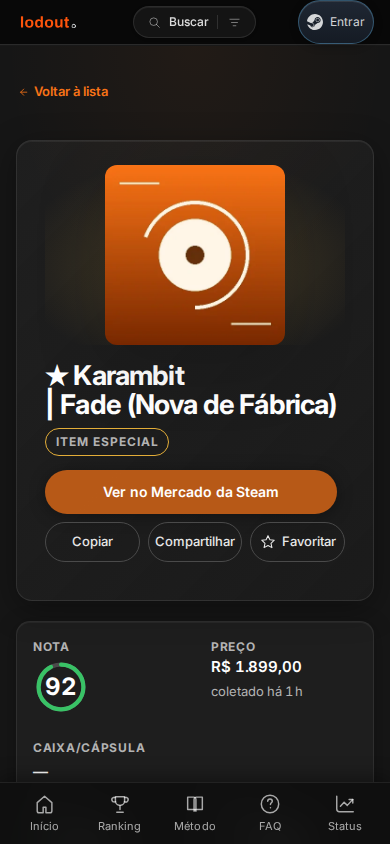 lodout。
Buscar
Entrar
← Voltar à lista
★ Karambit
| Fade (Nova de Fábrica)
ITEM ESPECIAL
Ver no Mercado da Steam
Copiar
Compartilhar
Favoritar
NOTA
PREÇO
92
R$ 1.899,00
coletado há 1 h
CAIXA/CÁPSULA
—
Início
Ranking
Método
FAQ
Status